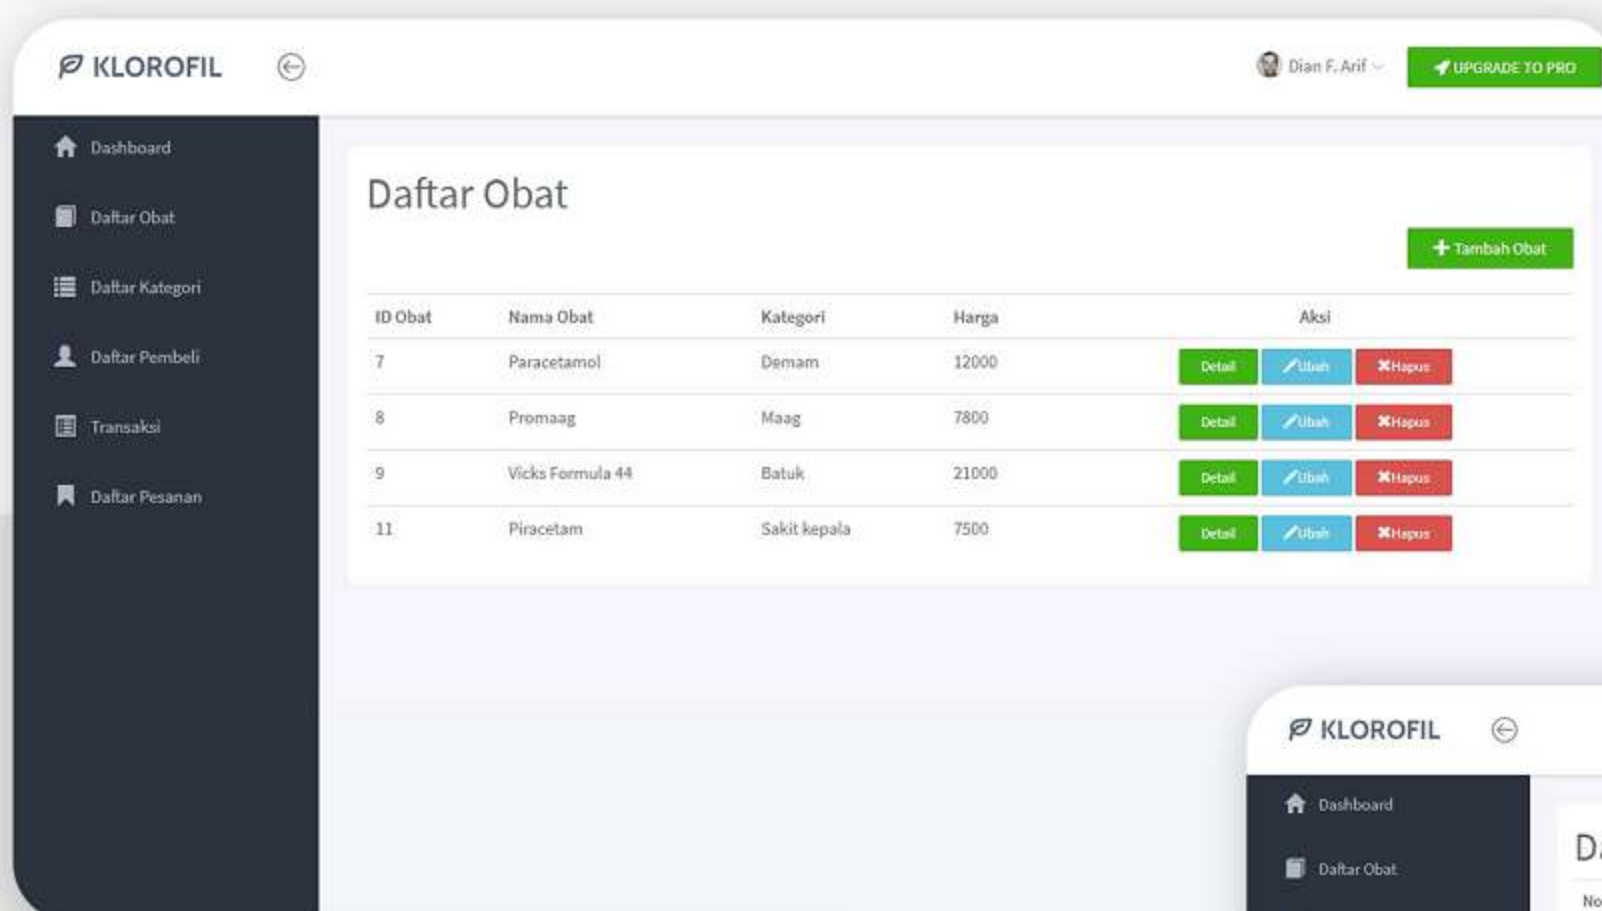 KLOROFIL
Dian F. Arif
UPGRADE TO PRO
Dashboard
Daftar Obat
Daftar Kategori
Daftar Pembeli
Transaksi
Daftar Pesanan
Daftar Obat
Tambah Obat
ID Obat Nama Obat Kategori Harga Aksi
7 Paracetamol Demam 12000 Detail Ubah Hapus
8 Promaag Maag 7800 Detail Ubah Hapus
9 Vicks Formula 44 Batuk 21000 Detail Ubah Hapus
11 Piracetam Sakit kepala 7500 Detail Ubah Hapus
KLOROFIL
Dashboard
Daftar Obat
No